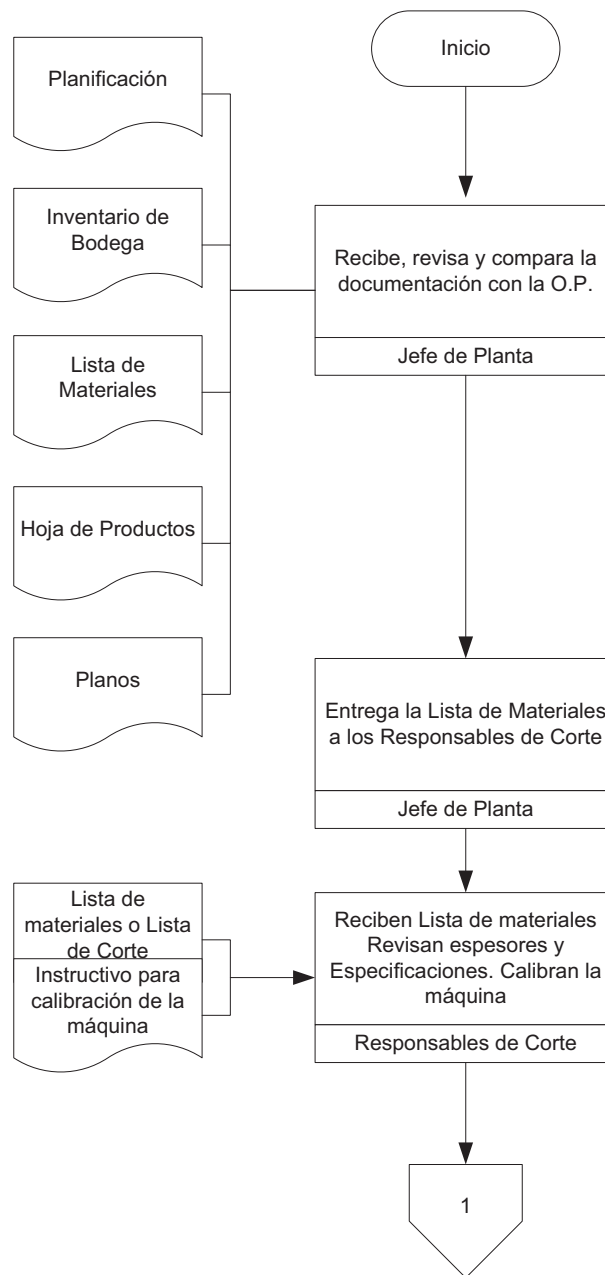 Inicio
Planificación
Inventario de
Bodega
Recibe, revisa y compara la
documentación con la O.P.
Jefe de Planta
Lista de
Materiales
Hoja de Productos
Planos
Entrega la Lista de Materiales
a los Responsables de Corte
Jefe de Planta
Lista de
materiales o Lista
de Corte
Instructivo para
calibración de la
máquina
Reciben Lista de materiales
Revisan espesores y
Especificaciones. Calibran la
máquina
Responsables de Corte
1